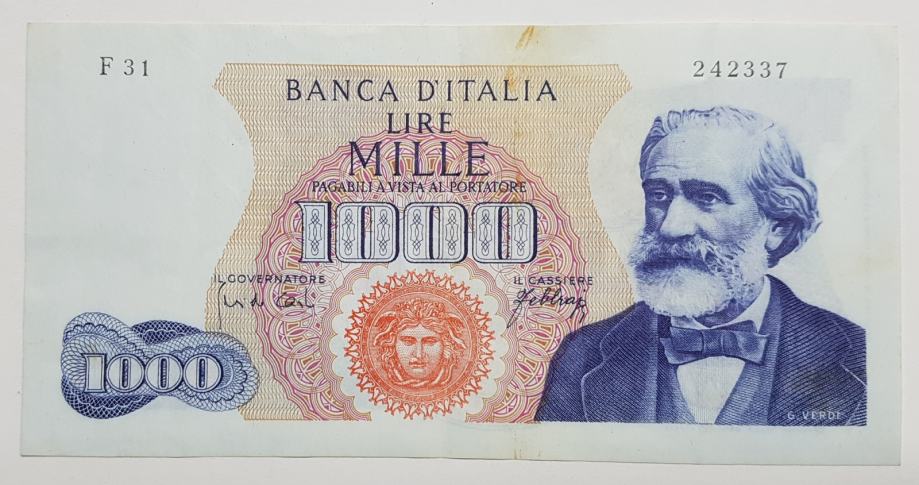 F 31
242337
BANCA D'ITALIA
LIRE
MILLE
PAGABILI A VISTA AL PORTATORE
1000
IL GOVERNATORE
IL CASSIERE
1000
G. VERDI